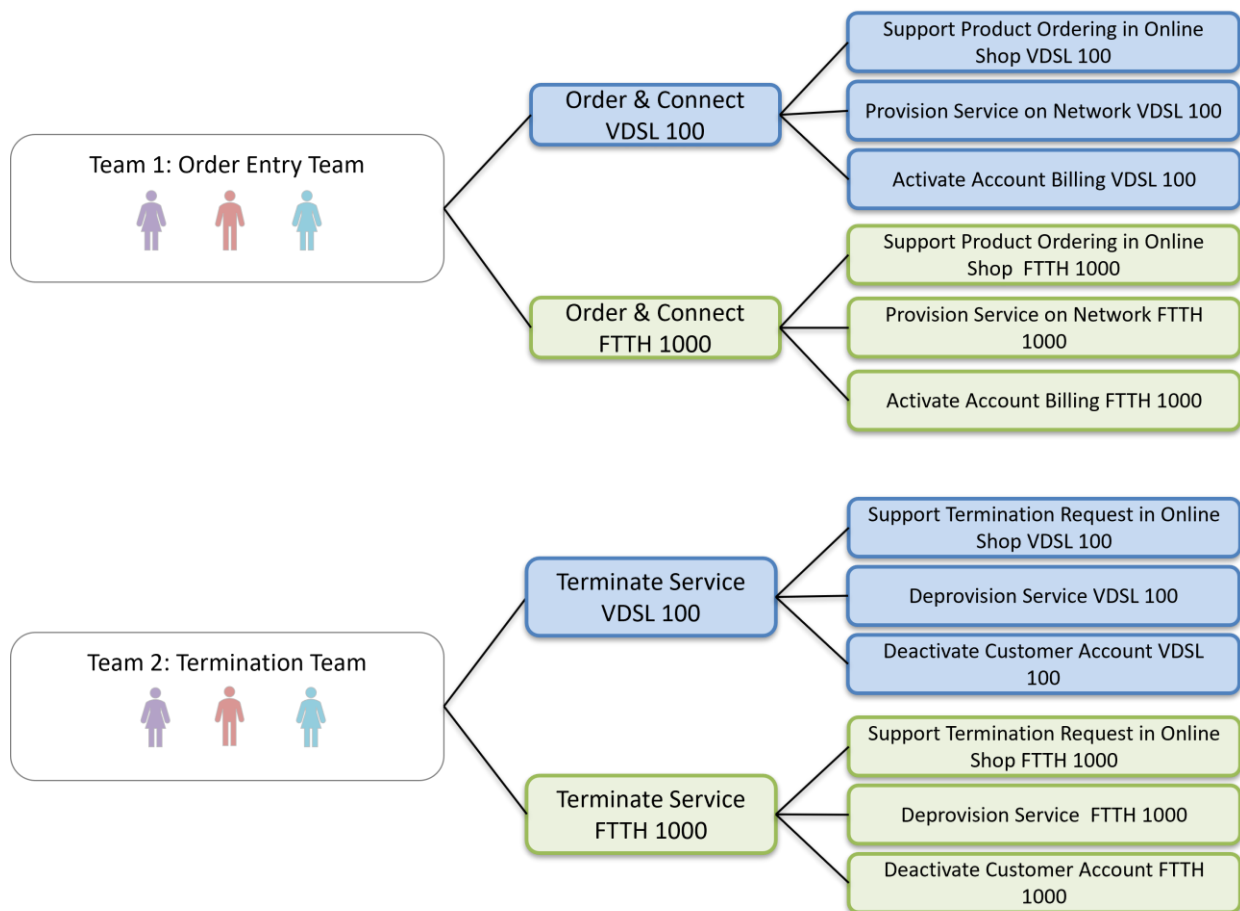 Team 1: Order Entry Team
Order & Connect
VDSL 100
Support Product Ordering in Online
Shop VDSL 100
Provision Service on Network VDSL 100
Activate Account Billing VDSL 100
Order & Connect
FTTH 1000
Support Product Ordering in Online
Shop  FTTH 1000
Provision Service on Network FTTH
1000
Activate Account Billing FTTH 1000
Team 2: Termination Team
Terminate Service
VDSL 100
Support Termination Request in Online
Shop VDSL 100
Deprovision Service VDSL 100
Deactivate Customer Account VDSL
100
Terminate Service
FTTH 1000
Support Termination Request in Online
Shop FTTH 1000
Deprovision Service  FTTH 1000
Deactivate Customer Account FTTH
1000